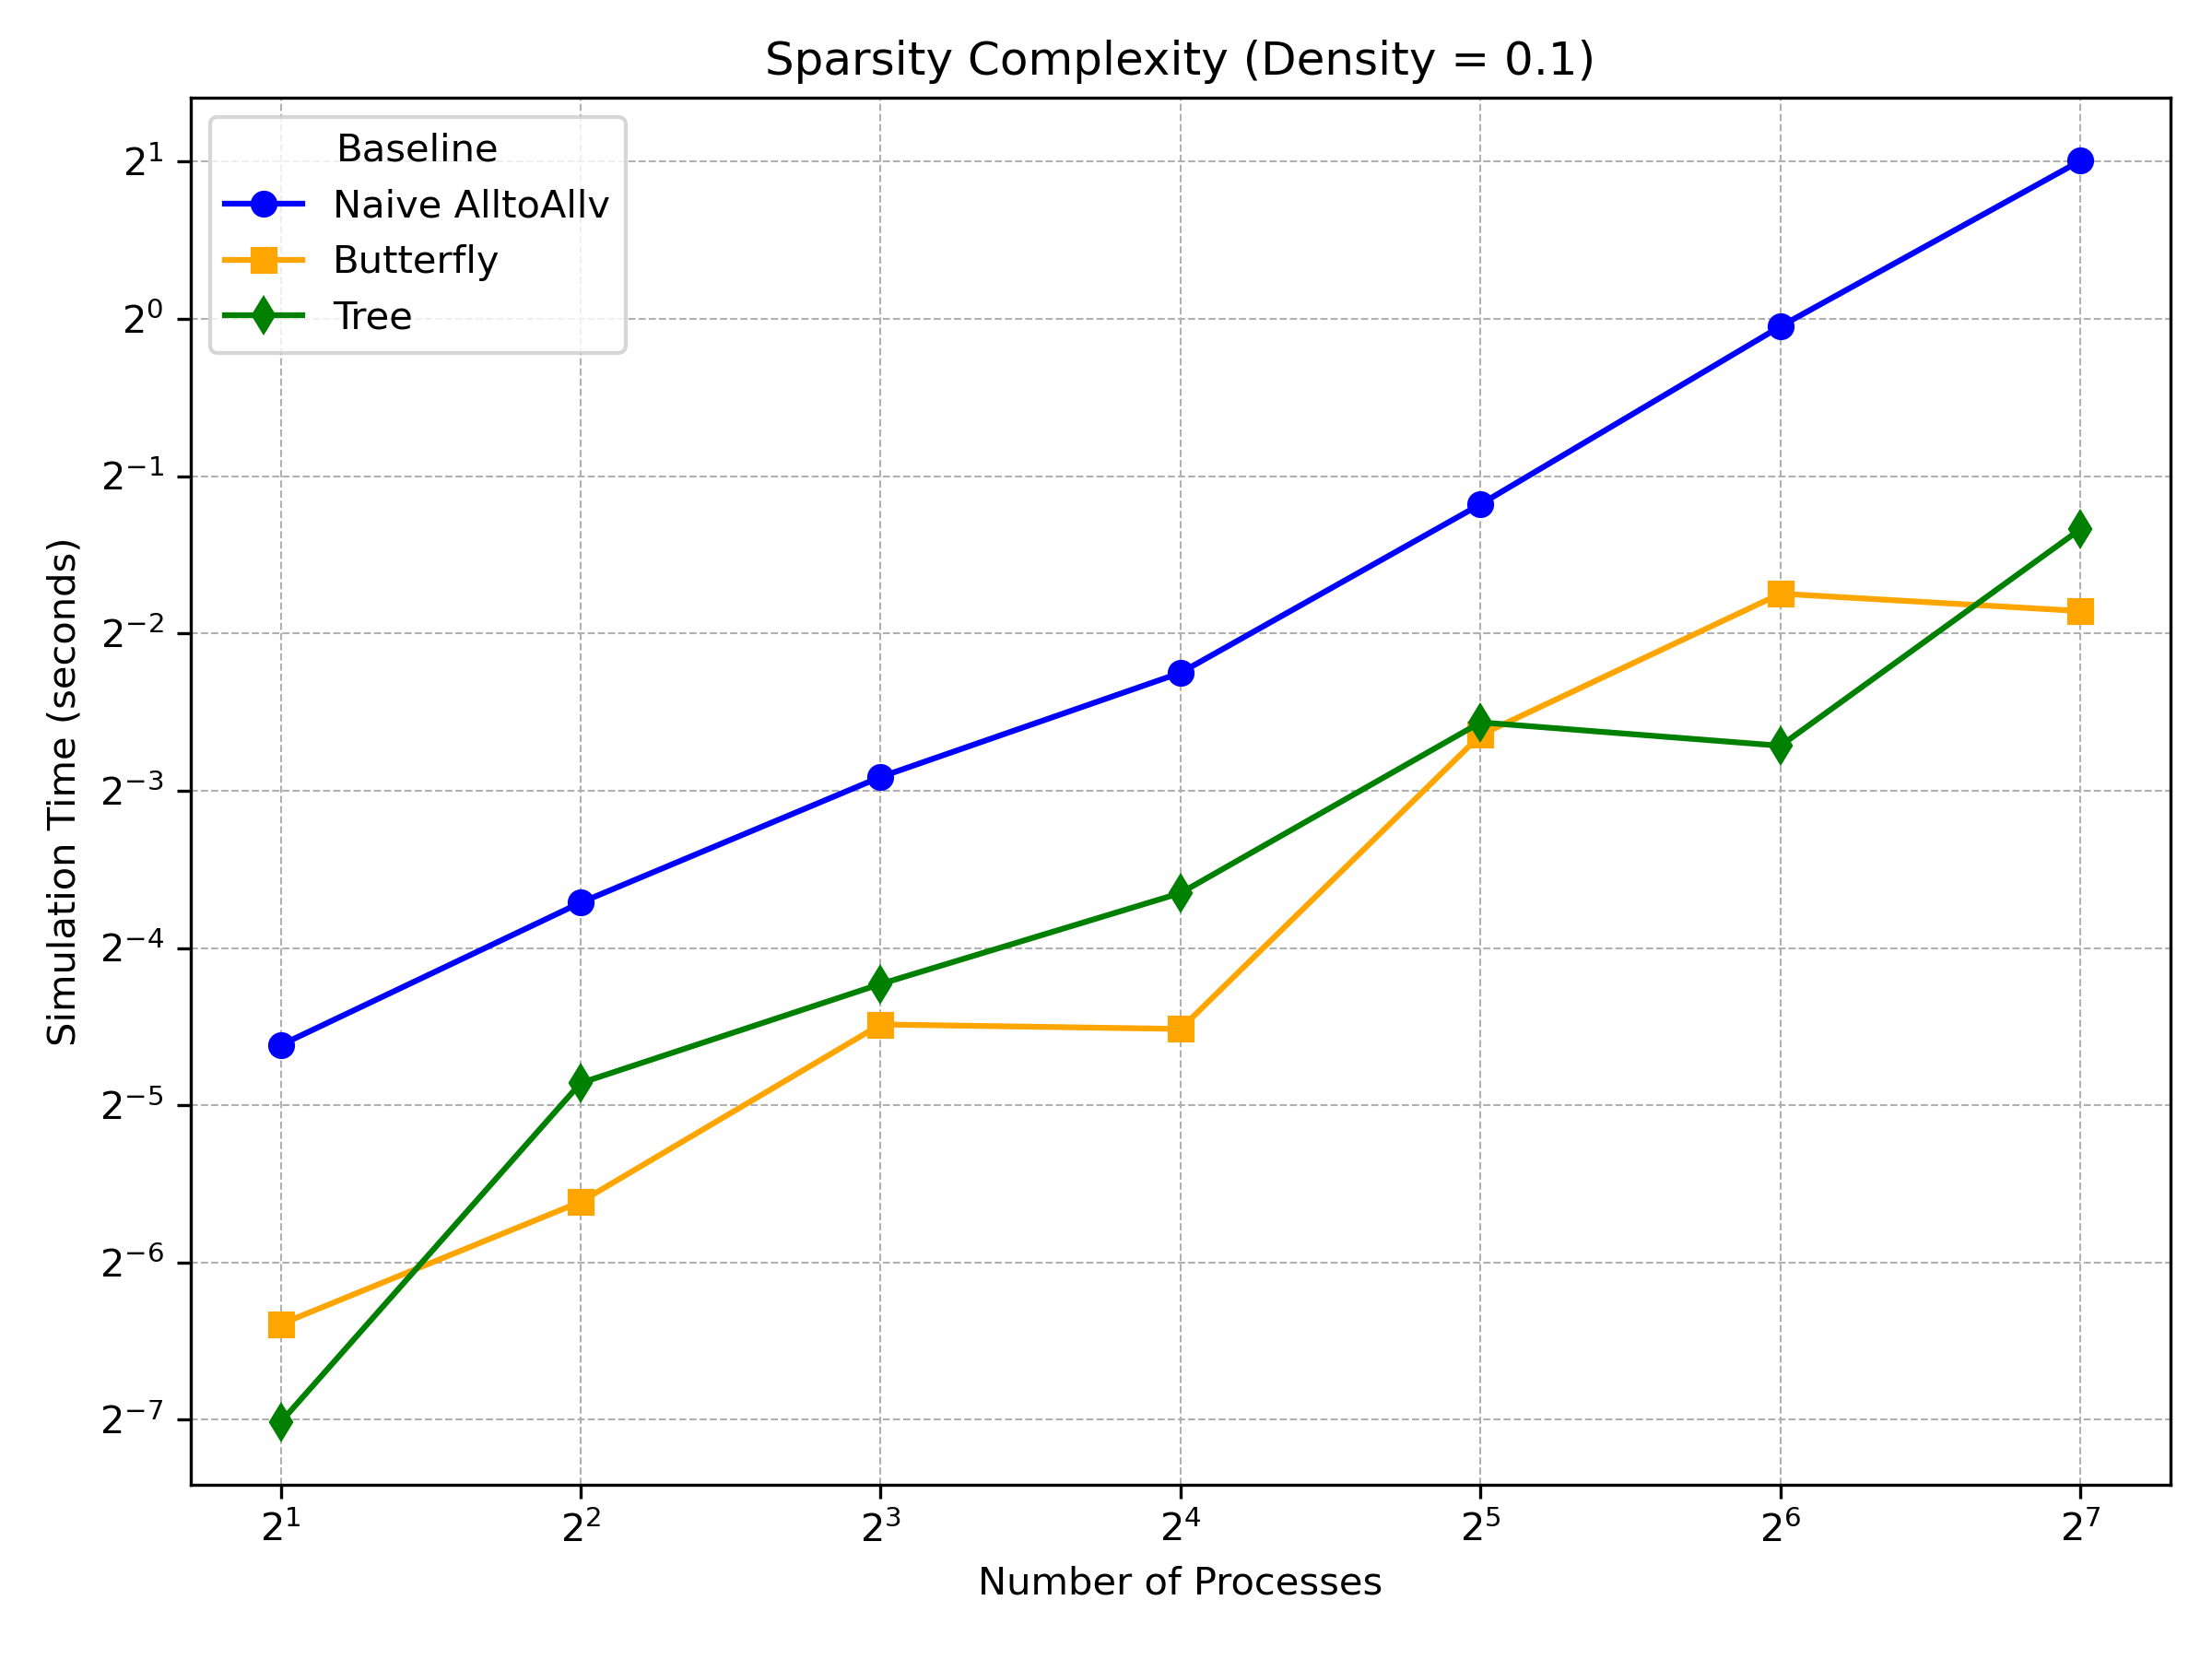 Sparsity Complexity (Density = 0.1)
Baseline
Naive AlltoAllv
Butterfly
Tree
Simulation Time (seconds)
2¹
2⁰
2⁻¹
2⁻²
2⁻³
2⁻⁴
2⁻⁵
2⁻⁶
2⁻⁷
2¹ 2² 2³ 2⁴ 2⁵ 2⁶ 2⁷
Number of Processes